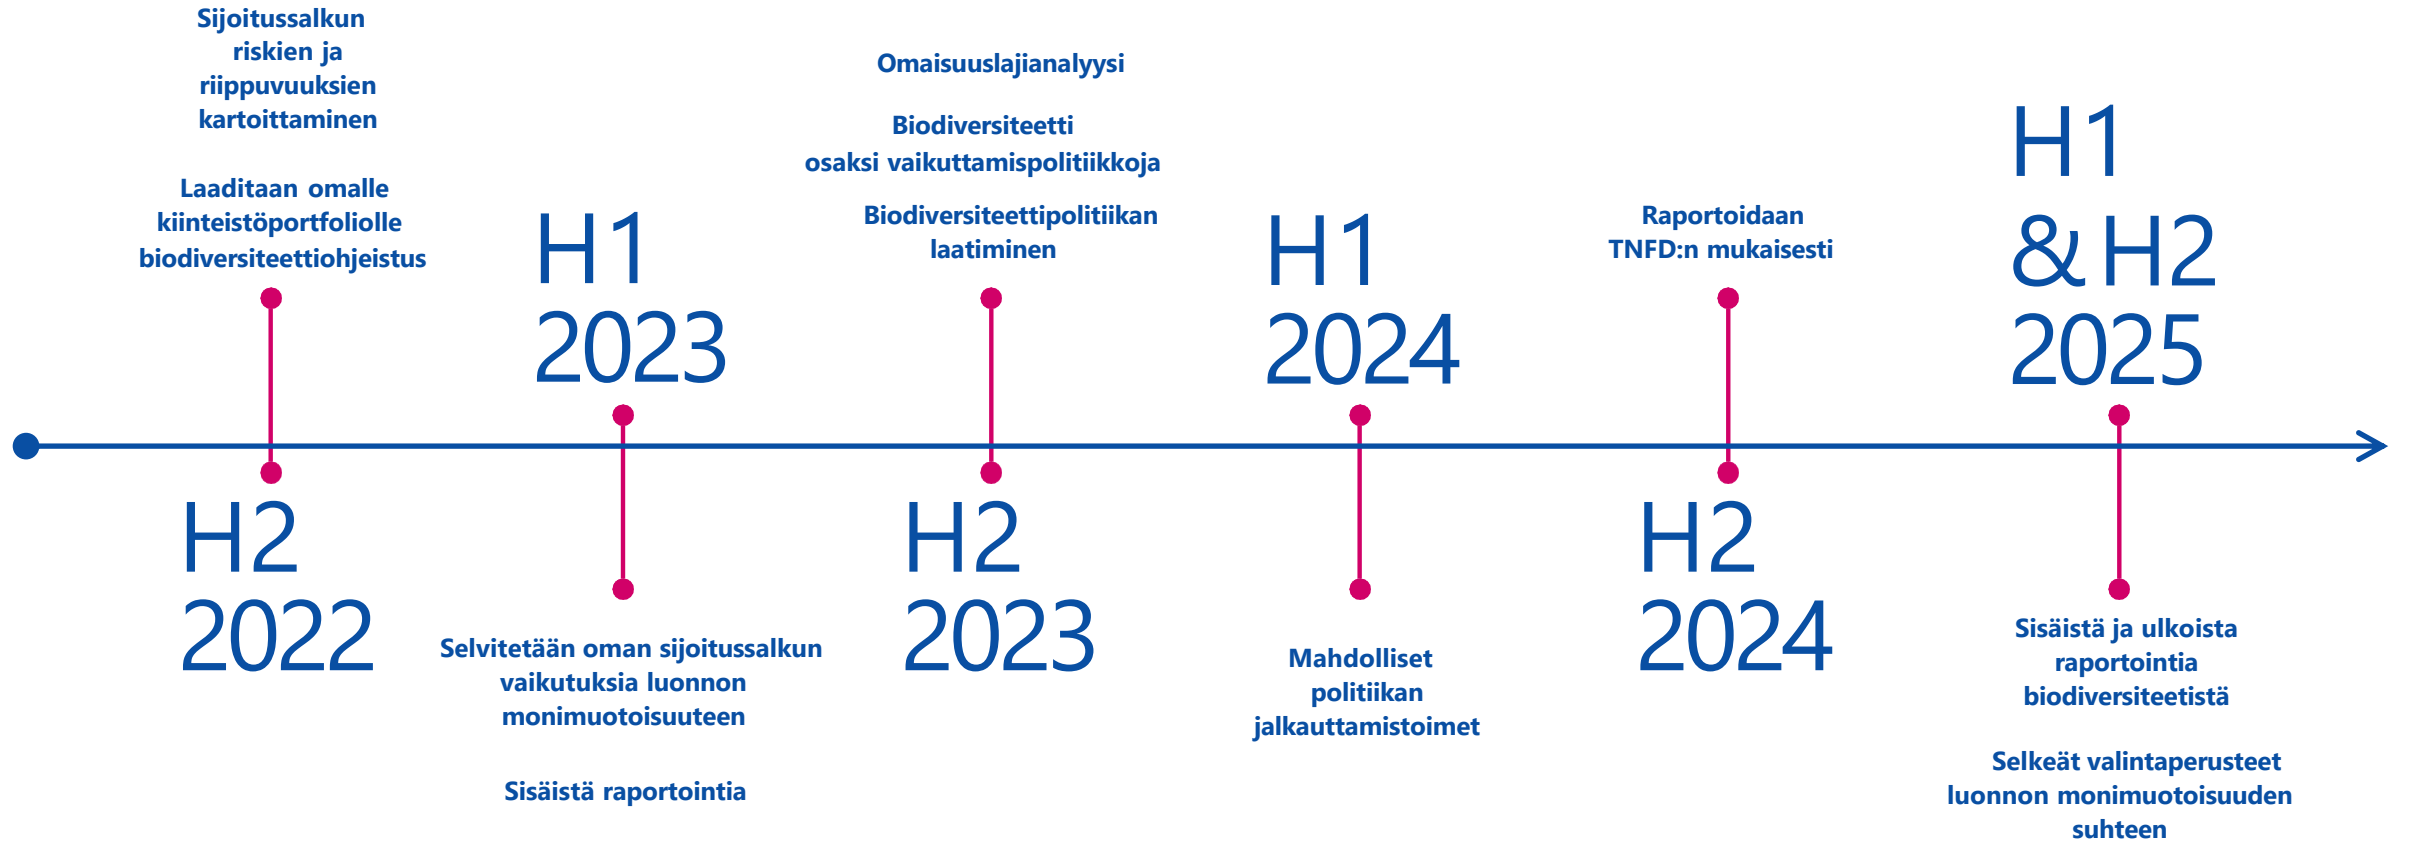 Sijoitussalkun
riskien ja
riippuvuuksien
kartoittaminen
Laaditaan omalle
kiinteistöportfoliolle
biodiversiteettiohjeistus
H2
2022
H1
2023
Selvitetään oman sijoitussalkun
vaikutuksia luonnon
monimuotoisuuteen
Sisäistä raportointia
Omaisuuslajianalyysi
Biodiversiteetti
osaksi vaikuttamispolitiikkoja
Biodiversiteettipolitiikan
laatiminen
H2
2023
H1
2024
Mahdolliset
politiikan
jalkauttamistoimet
Raportoidaan
TNFD:n mukaisesti
H2
2024
H1
& H2
2025
Sisäistä ja ulkoista
raportointia
biodiversiteetistä
Selkeät valintaperusteet
luonnon monimuotoisuuden
suhteen